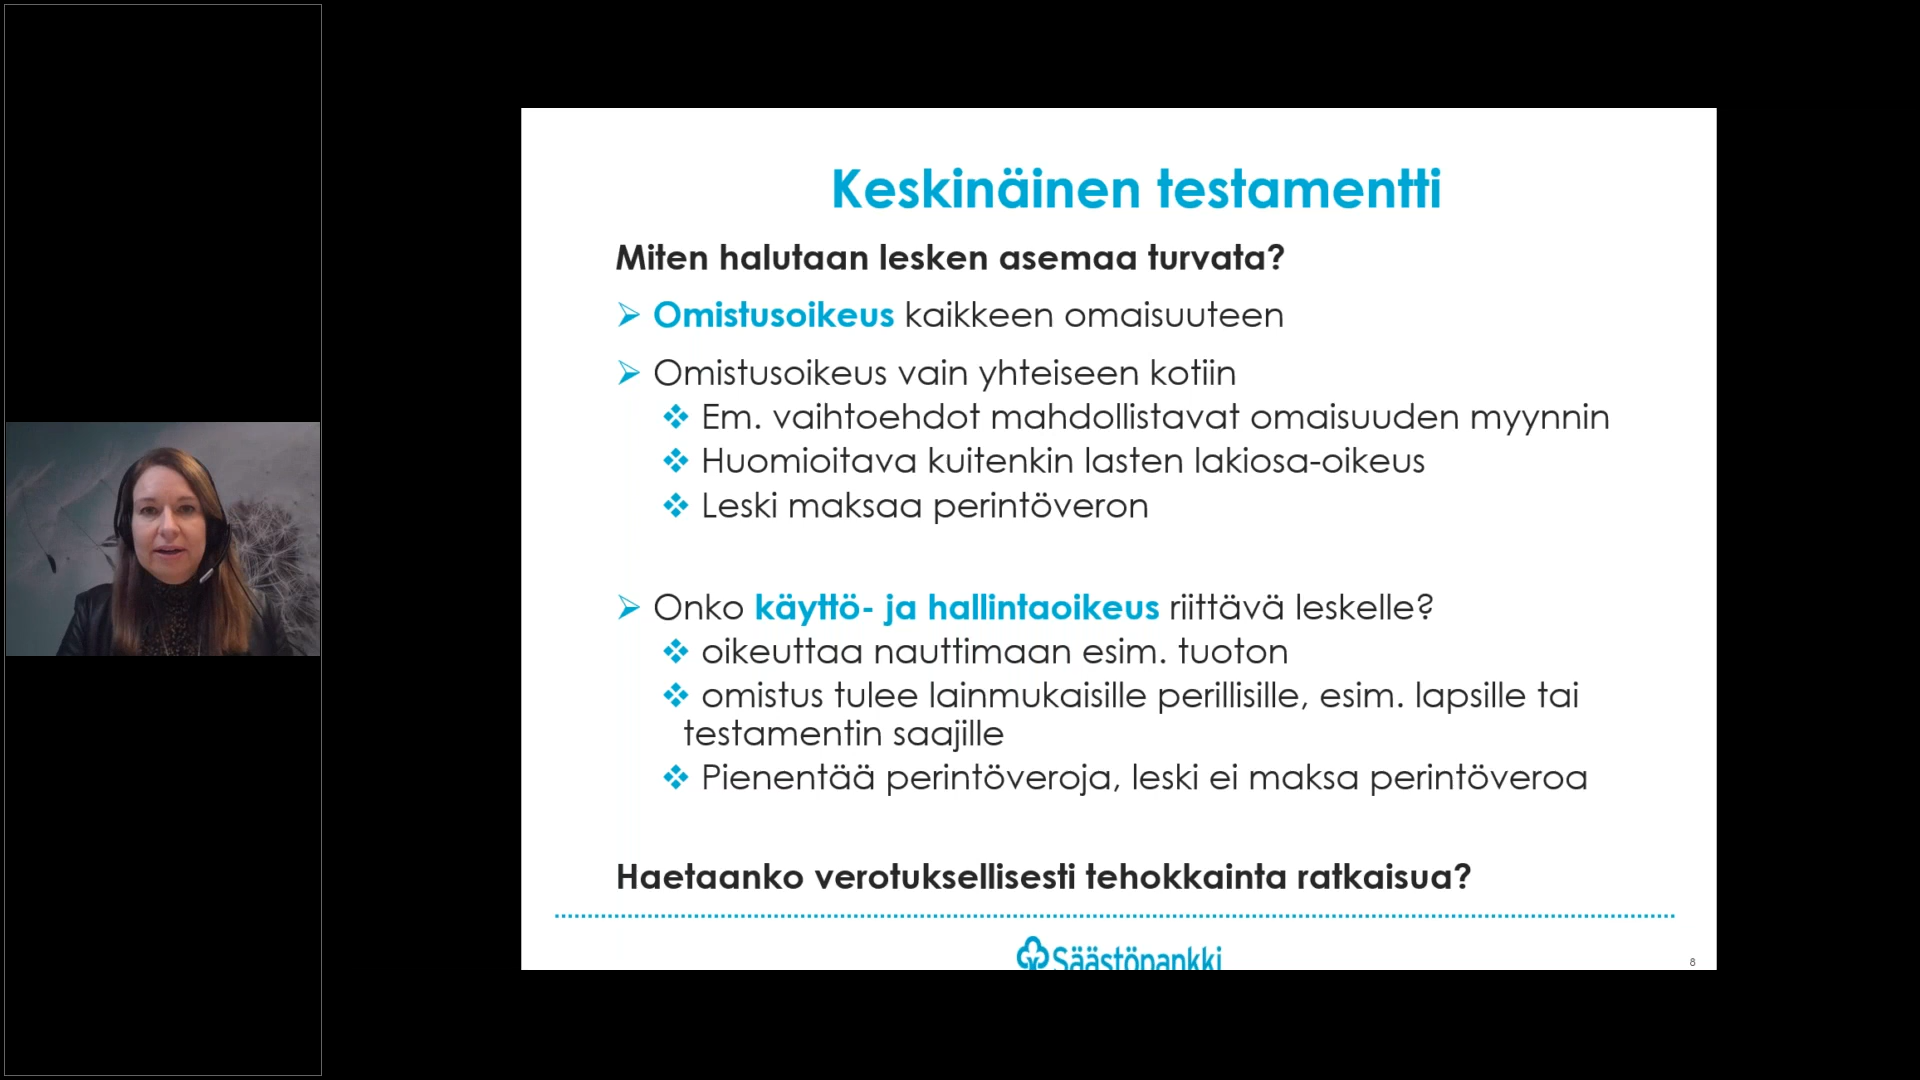 Keskinäinen testamentti
Miten halutaan lesken asemaa turvata?
Omistusoikeus kaikkeen omaisuuteen
Omistusoikeus vain yhteiseen kotiin
Em. vaihtoehdot mahdollistavat omaisuuden myynnin
Huomioitava kuitenkin lasten lakiosa-oikeus
Leski maksaa perintöveron
Onko käyttö- ja hallintaoikeus riittävä leskelle?
oikeuttaa nauttimaan esim. tuoton
omistus tulee lainmukaisille perillisille, esim. lapsille tai
testamentin saajille
Pienentää perintöveroja, leski ei maksa perintöveroa
Haetaanko verotuksellisesti tehokkainta ratkaisua?
Säästöpankki
8